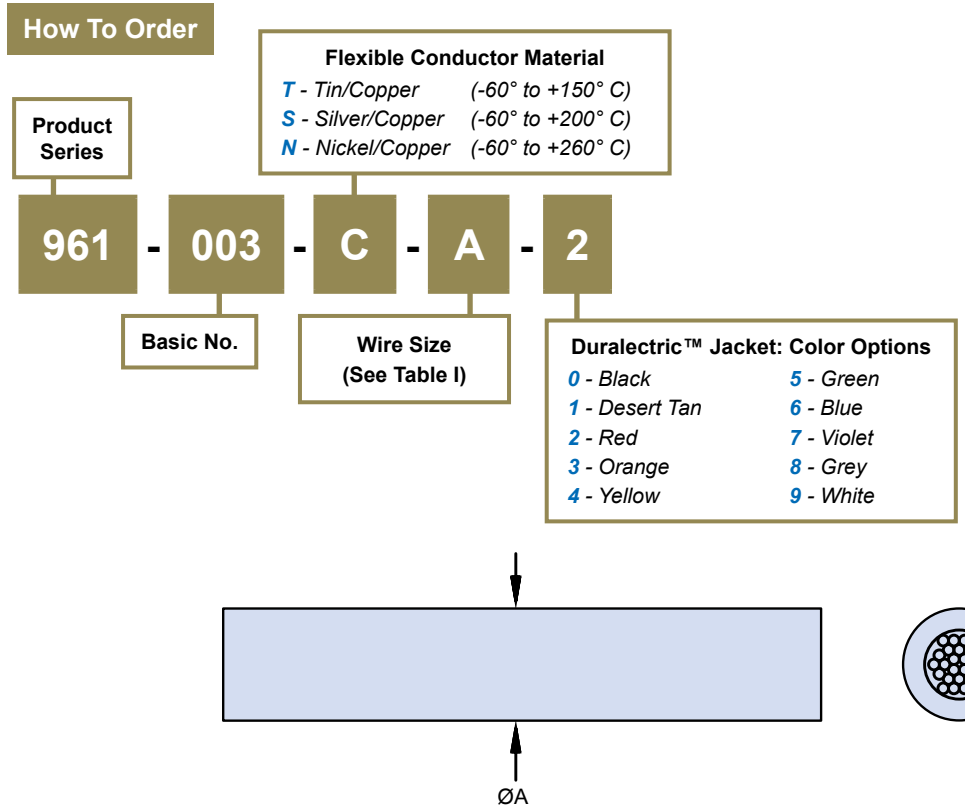 How To Order
Flexible Conductor Material
T - Tin/Copper (-60° to +150° C)
S - Silver/Copper (-60° to +200° C)
N - Nickel/Copper (-60° to +260° C)
Product
Series
961 - 003 - C - A - 2
Basic No.
Wire Size
(See Table I)
Duralectric™ Jacket: Color Options
0 - Black
1 - Desert Tan
2 - Red
3 - Orange
4 - Yellow
5 - Green
6 - Blue
7 - Violet
8 - Grey
9 - White
ØA